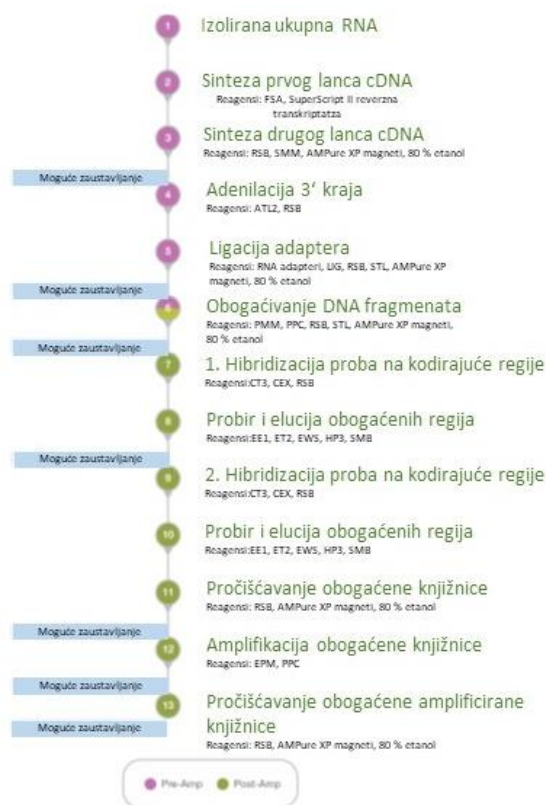 1 Izolirana ukupna RNA
2 Sinteza prvog lanca cDNA
Reagensi: FSA, SuperScript II reverzna
transkriptatza
3 Sinteza drugog lanca cDNA
Reagensi: RSB, SMM, AMPure XP magneti, 80 % etanol
Moguće zaustavljanje
4 Adenilacija 3‘ kraja
Reagensi: ATL2, RSB
5 Ligacija adaptera
Reagensi: RNA adapteri, LIG, RSB, STL, AMPure XP
magneti, 80 % etanol
Moguće zaustavljanje
6 Obogaćivanje DNA fragmenata
Reagensi: PMM, PPC, RSB, STL, AMPure XP magneti,
80 % etanol
Moguće zaustavljanje
7 1. Hibridizacija proba na kodirajuće regije
Reagensi:CT3, CEX, RSB
8 Probir i elucija obogaćenih regija
Reagensi:EE1, ET2, EWS, HP3, SMB
Moguće zaustavljanje
9 2. Hibridizacija proba na kodirajuće regije
Reagensi:CT3, CEX, RSB
10 Probir i elucija obogaćenih regija
Reagensi:EE1, ET2, EWS, HP3, SMB
11 Pročišćavanje obogaćene knjižnice
Reagensi: RSB, AMPure XP magneti, 80 % etanol
Moguće zaustavljanje
12 Amplifikacija obogaćene knjižnice
Reagensi: EPM, PPC
Moguće zaustavljanje
13 Pročišćavanje obogaćene amplificirane
knjižnice
Moguće zaustavljanje
Reagensi: RSB, AMPure XP magneti, 80 % etanol
Pre-Amp Post-Amp